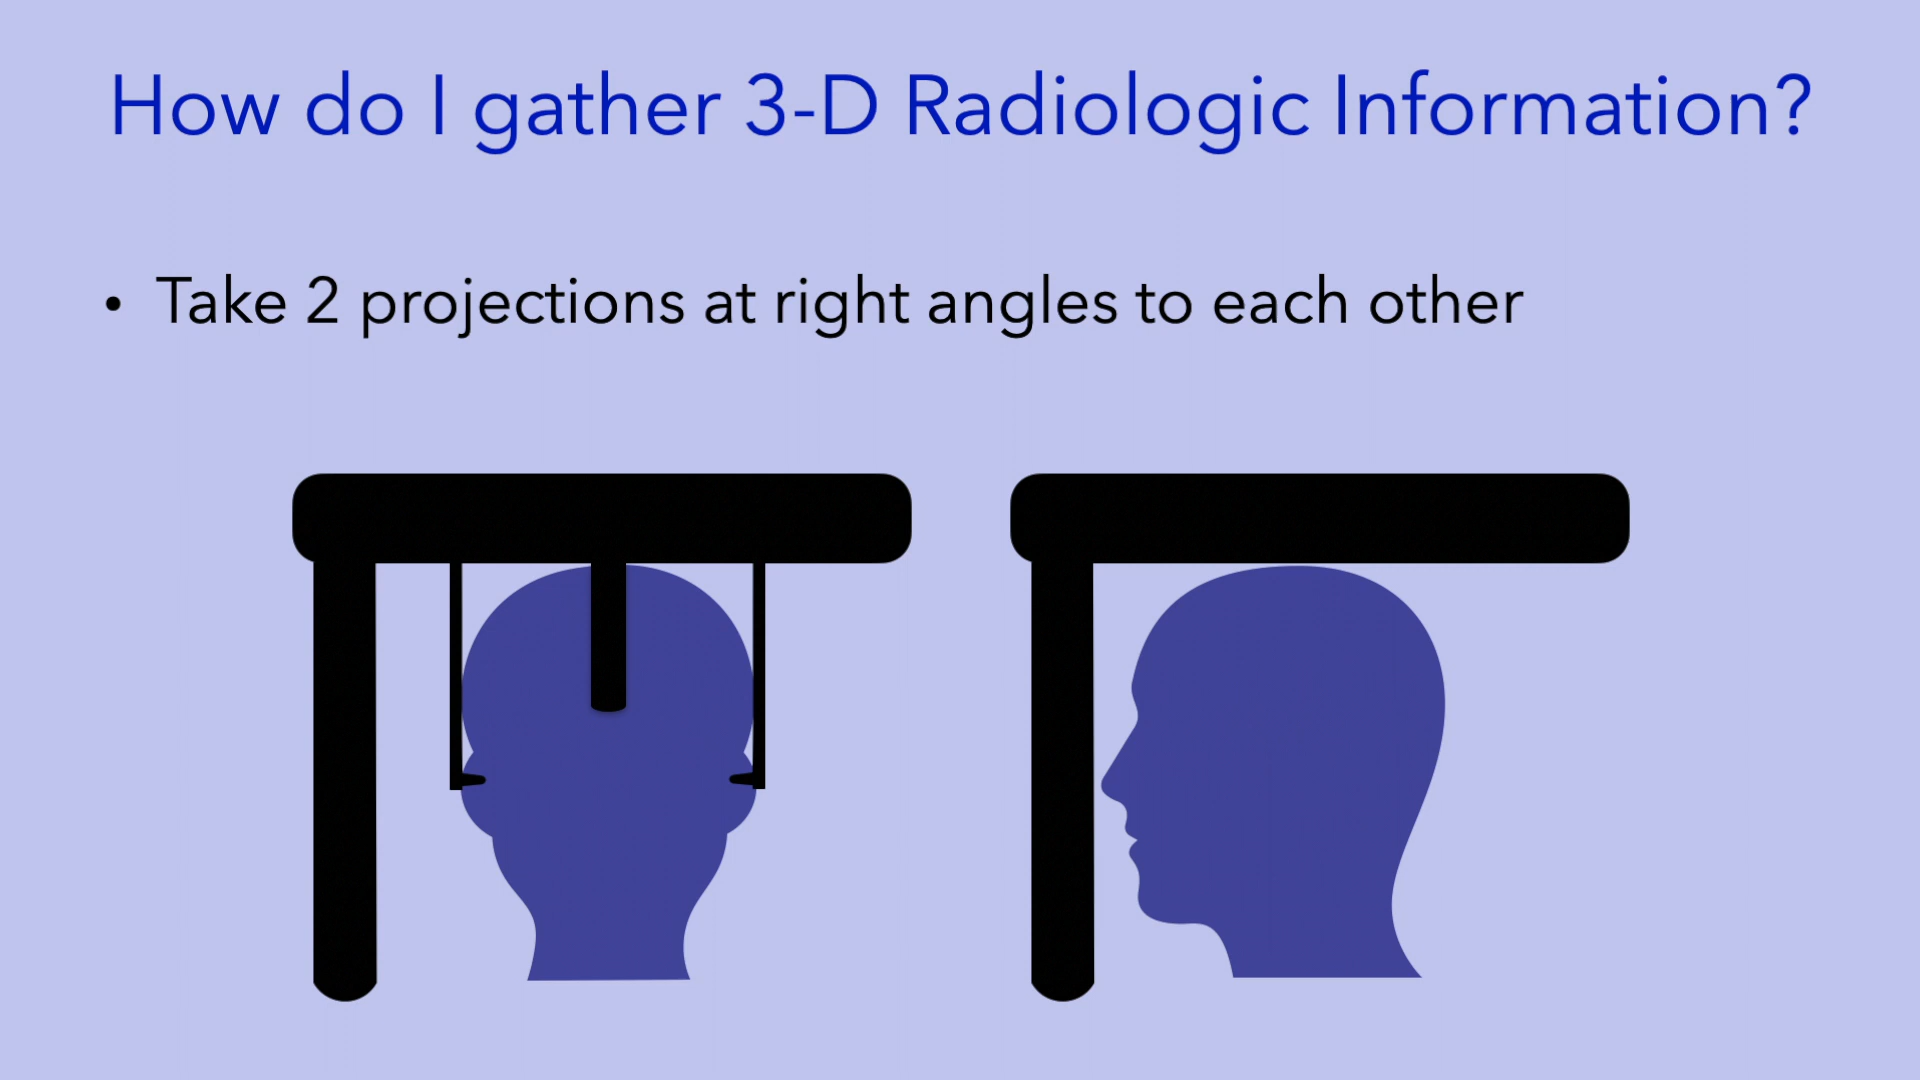 How do I gather 3-D Radiologic Information?
• Take 2 projections at right angles to each other